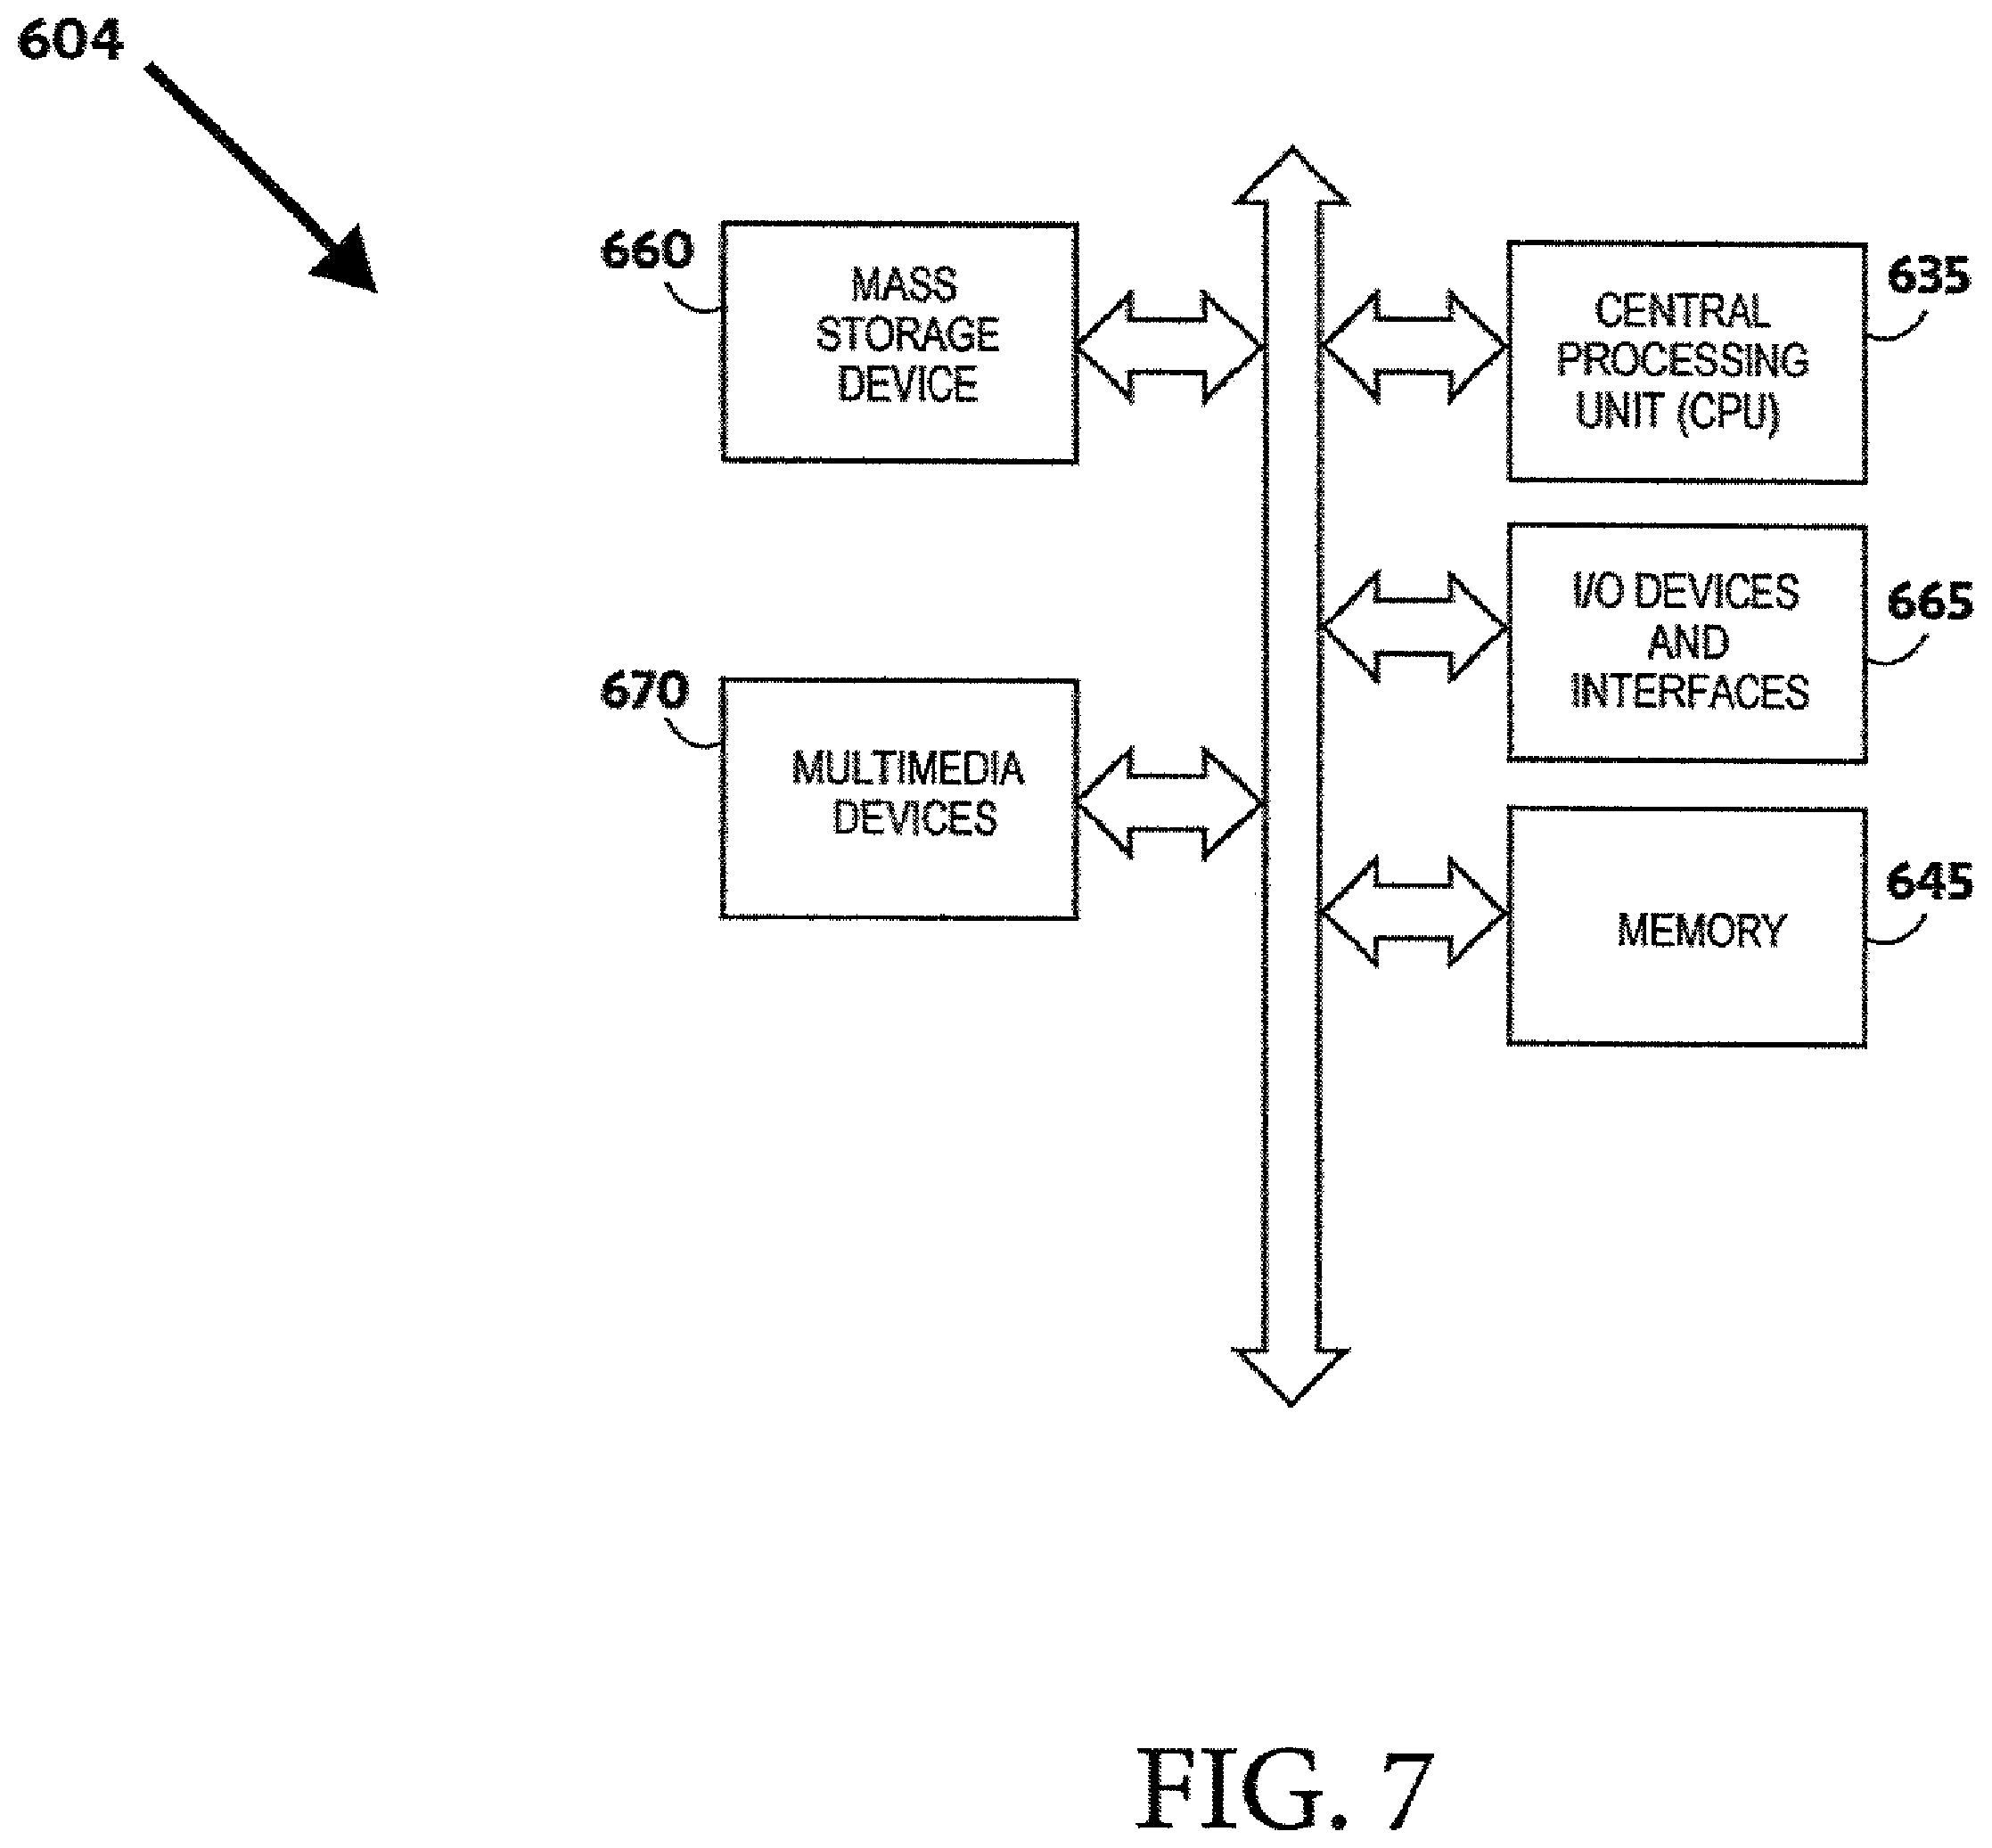 604
660
MASS
STORAGE
DEVICE
635
CENTRAL
PROCESSING
UNIT (CPU)
665
I/O DEVICES
AND
INTERFACES
670
MULTIMEDIA
DEVICES
645
MEMORY
FIG. 7